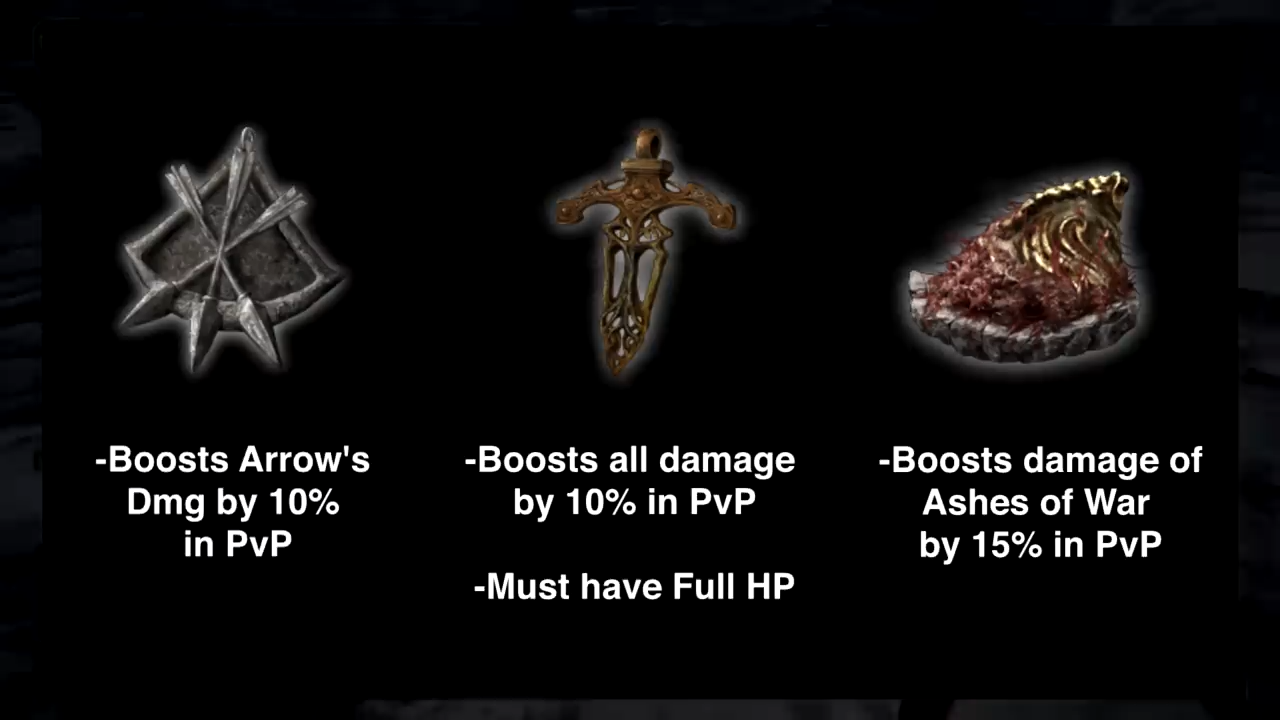 -Boosts Arrow's
Dmg by 10%
in PvP
-Boosts all damage
by 10% in PvP
-Must have Full HP
-Boosts damage of
Ashes of War
by 15% in PvP